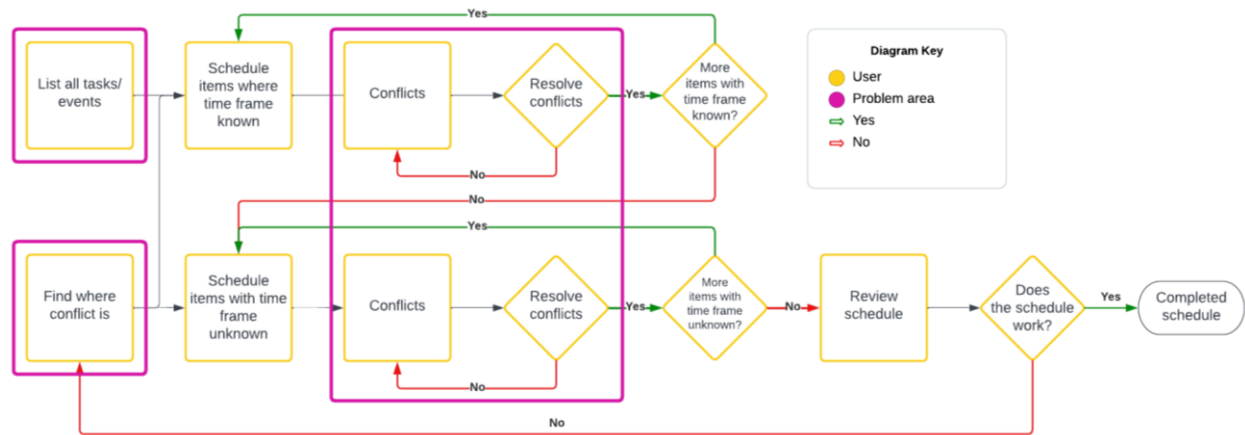 Yes
List all tasks/
events
Schedule
items where
time frame
known
Conflicts
Resolve
conflicts
Yes
More
items with
time frame
known?
No
No
Diagram Key
User
Problem area
Yes
No
Yes
Find where
conflict is
Schedule
items with time
frame
unknown
Conflicts
Resolve
conflicts
Yes
More
items with
time frame
unknown?
No
No
Review
schedule
Does
the schedule
work?
Yes
Completed
schedule
No